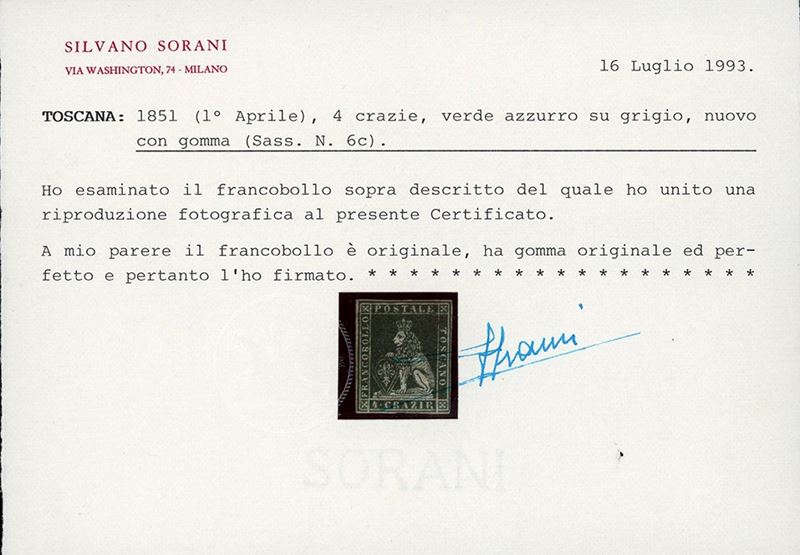 SILVANO SORANI
VIA WASHINGTON, 74 - MILANO
16 Luglio 1993.
TOSCANA: 1851 (1° Aprile), 4 crazie, verde azzurro su grigio, nuovo
con gomma (Sass. N. 6c).
Ho esaminato il francobollo sopra descritto del quale ho unito una
riproduzione fotografica al presente Certificato.
A mio parere il francobollo è originale, ha gomma originale ed per-
fetto e pertanto l'ho firmato. * * * * * * * * * * * * * * * * * * *
FRANCOBOLLO
POSTALE
TOSCANO
4 CRAZIE
Sorani
SORANI